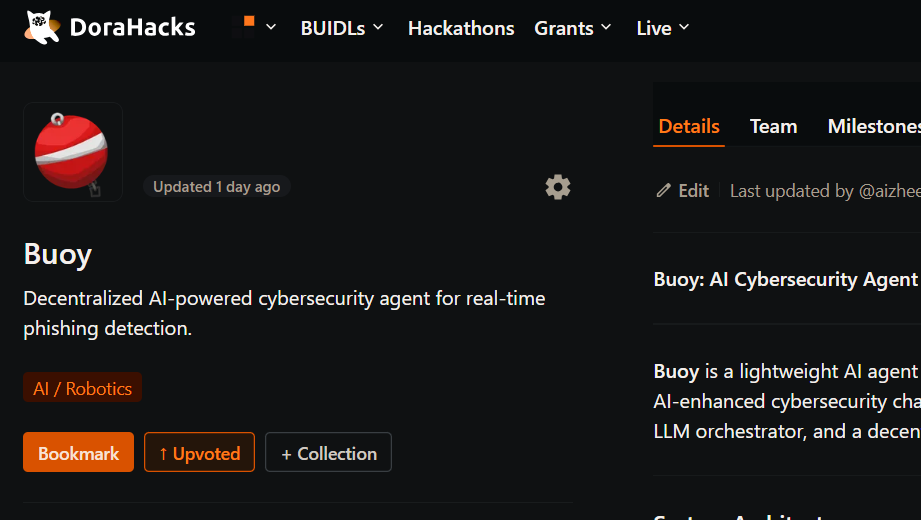 DoraHacks
BUIDLs
Hackathons
Grants
Live
Updated 1 day ago
Buoy
Decentralized AI-powered cybersecurity agent for real-time
phishing detection.
AI / Robotics
Bookmark
↑ Upvoted
+ Collection
Details
Team
Milestones
Edit
Last updated by @aizhee
Buoy: AI Cybersecurity Agent
Buoy is a lightweight AI agent
AI-enhanced cybersecurity cha
LLM orchestrator, and a decen